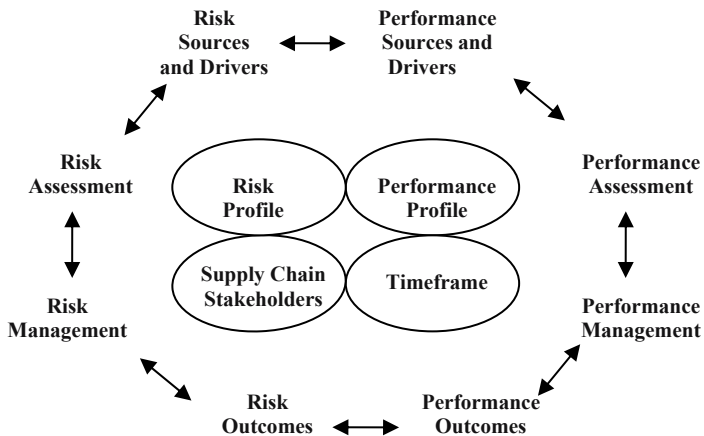 Risk
Sources
and Drivers
Performance
Sources and
Drivers
Risk
Assessment
Risk
Profile
Performance
Profile
Performance
Assessment
Supply Chain
Stakeholders
Timeframe
Risk
Management
Performance
Management
Risk
Outcomes
Performance
Outcomes